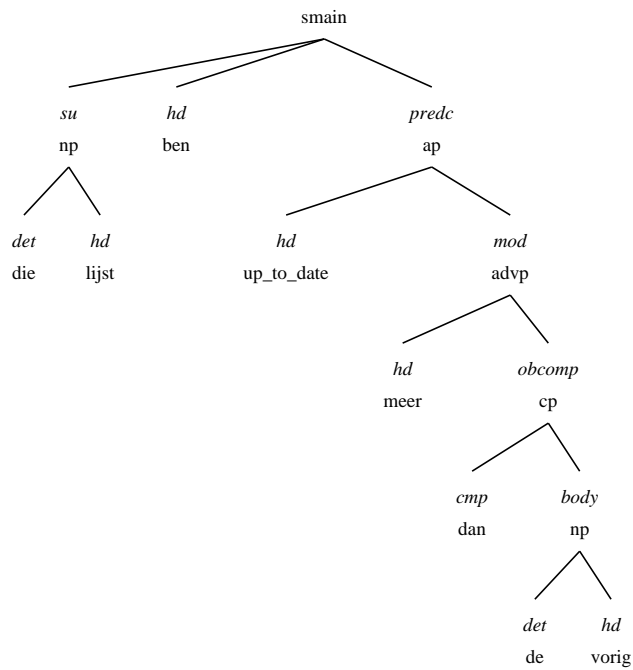 smain
su hd predc
np ben ap
det hd hd mod
die lijst up_to_date advp
hd obcomp
meer cp
cmp body
dan np
det hd
de vorig